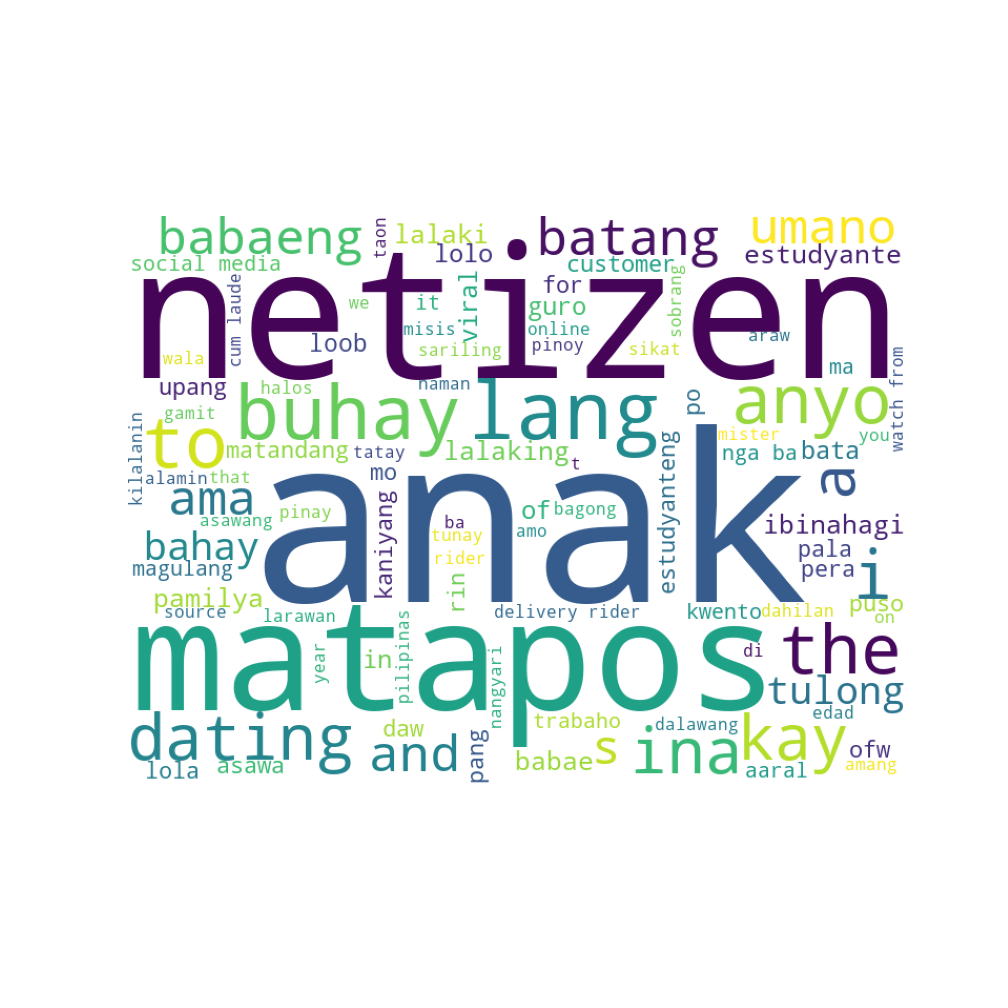 netizen
anak
matapos
buhay
lang
dating
the
ina
kay
to
anyo
i
a
s
and
babaeng
batang
umano
ama
bahay
tulong
lalaki
lolo
estudyante
social media
taon
customer
for
guro
viral
it
we
loob
cum laude
misis
online
pinoy
sariling
sikat
sobrang
araw
wala
upang
halos
naman
ma
watch from
gamit
po
you
mister
matandang
tatay
lalaking
nga ba
bata
kilalanin
alamin
that
mo
t
asawang
pinay
kaniyang
ba
of
bagong
amo
tunay
rider
estudyanteng
ibinahagi
pala
pera
magulang
pamilya
rin
source
larawan
delivery rider
kwento
dahilan
puso
on
pilipinas
year
in
nangyari
di
daw
pang
trabaho
dalawang
edad
babae
lola
asawa
aaral
ofw
amang